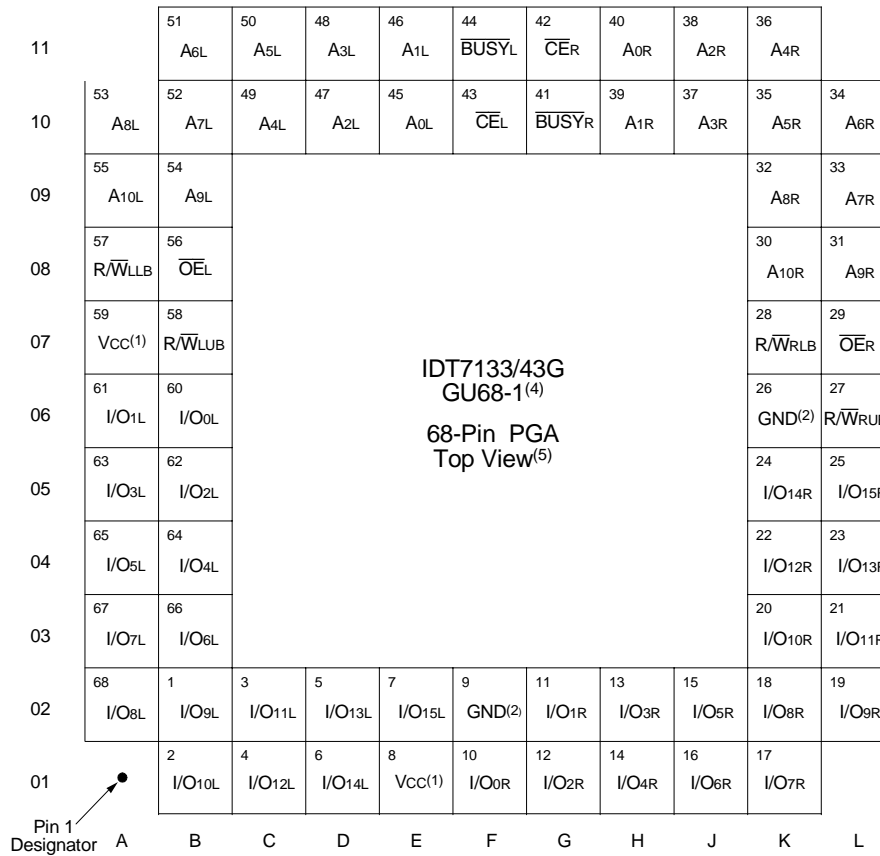 51 50 48 46 44 42 40 38 36
11 A6L A5L A3L A1L BUSYL CER A0R A2R A4R
53 52 49 47 45 43 41 39 37 35 34
10 A8L A7L A4L A2L A0L CEL BUSYR A1R A3R A5R A6R
55 54 32 33
09 A10L A9L A8R A7R
57 56 30 31
08 R/WLLB OEL A10R A9R
59 58 28 29
07 VCC(1) R/WLUB R/WRLB OER
IDT7133/43G
GU68-1(4)
61 60 26 27
06 I/O1L I/O0L GND(2)
68-Pin PGA
Top View(5)
63 62 24 25
05 I/O3L I/O2L I/O14R I/O15R
65 64 22 23
04 I/O5L I/O4L I/O12R I/O13R
67 66 20 21
03 I/O7L I/O6L I/O10R I/O11R
68 1 3 5 7 9 11 13 15 18 19
02 I/O8L I/O9L I/O11L I/O13L I/O15L GND(2) I/O1R I/O3R I/O5R I/O8R I/O9R
2 4 6 8 10 12 14 16 17
01 I/O10L I/O12L I/O14L VCC(1) I/O0R I/O2R I/O4R I/O6R I/O7R
Pin 1
Designator
A B C D E F G H J K L